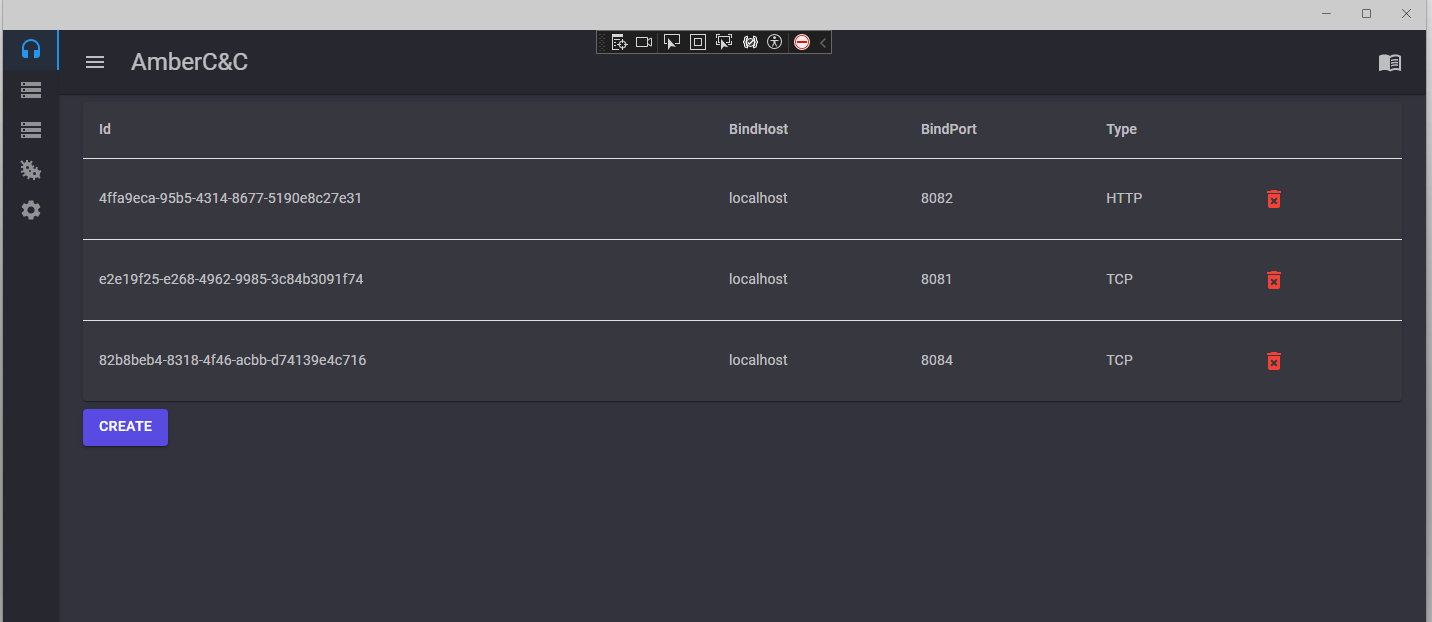 AmberC&C
Id BindHost BindPort Type
4ffa9eca-95b5-4314-8677-5190e8c27e31 localhost 8082 HTTP
e2e19f25-e268-4962-9985-3c84b3091f74 localhost 8081 TCP
82b8beb4-8318-4f46-acbb-d74139e4c716 localhost 8084 TCP
CREATE